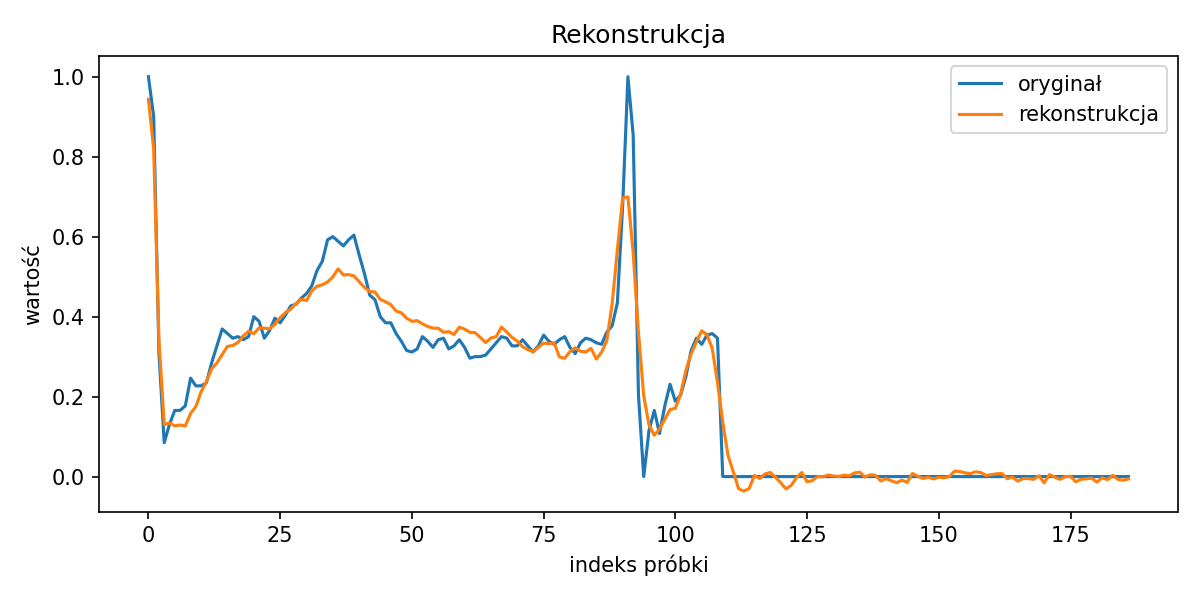 Rekonstrukcja
oryginał
rekonstrukcja
wartość
1.0
0.8
0.6
0.4
0.2
0.0
0 25 50 75 100 125 150 175
indeks próbki